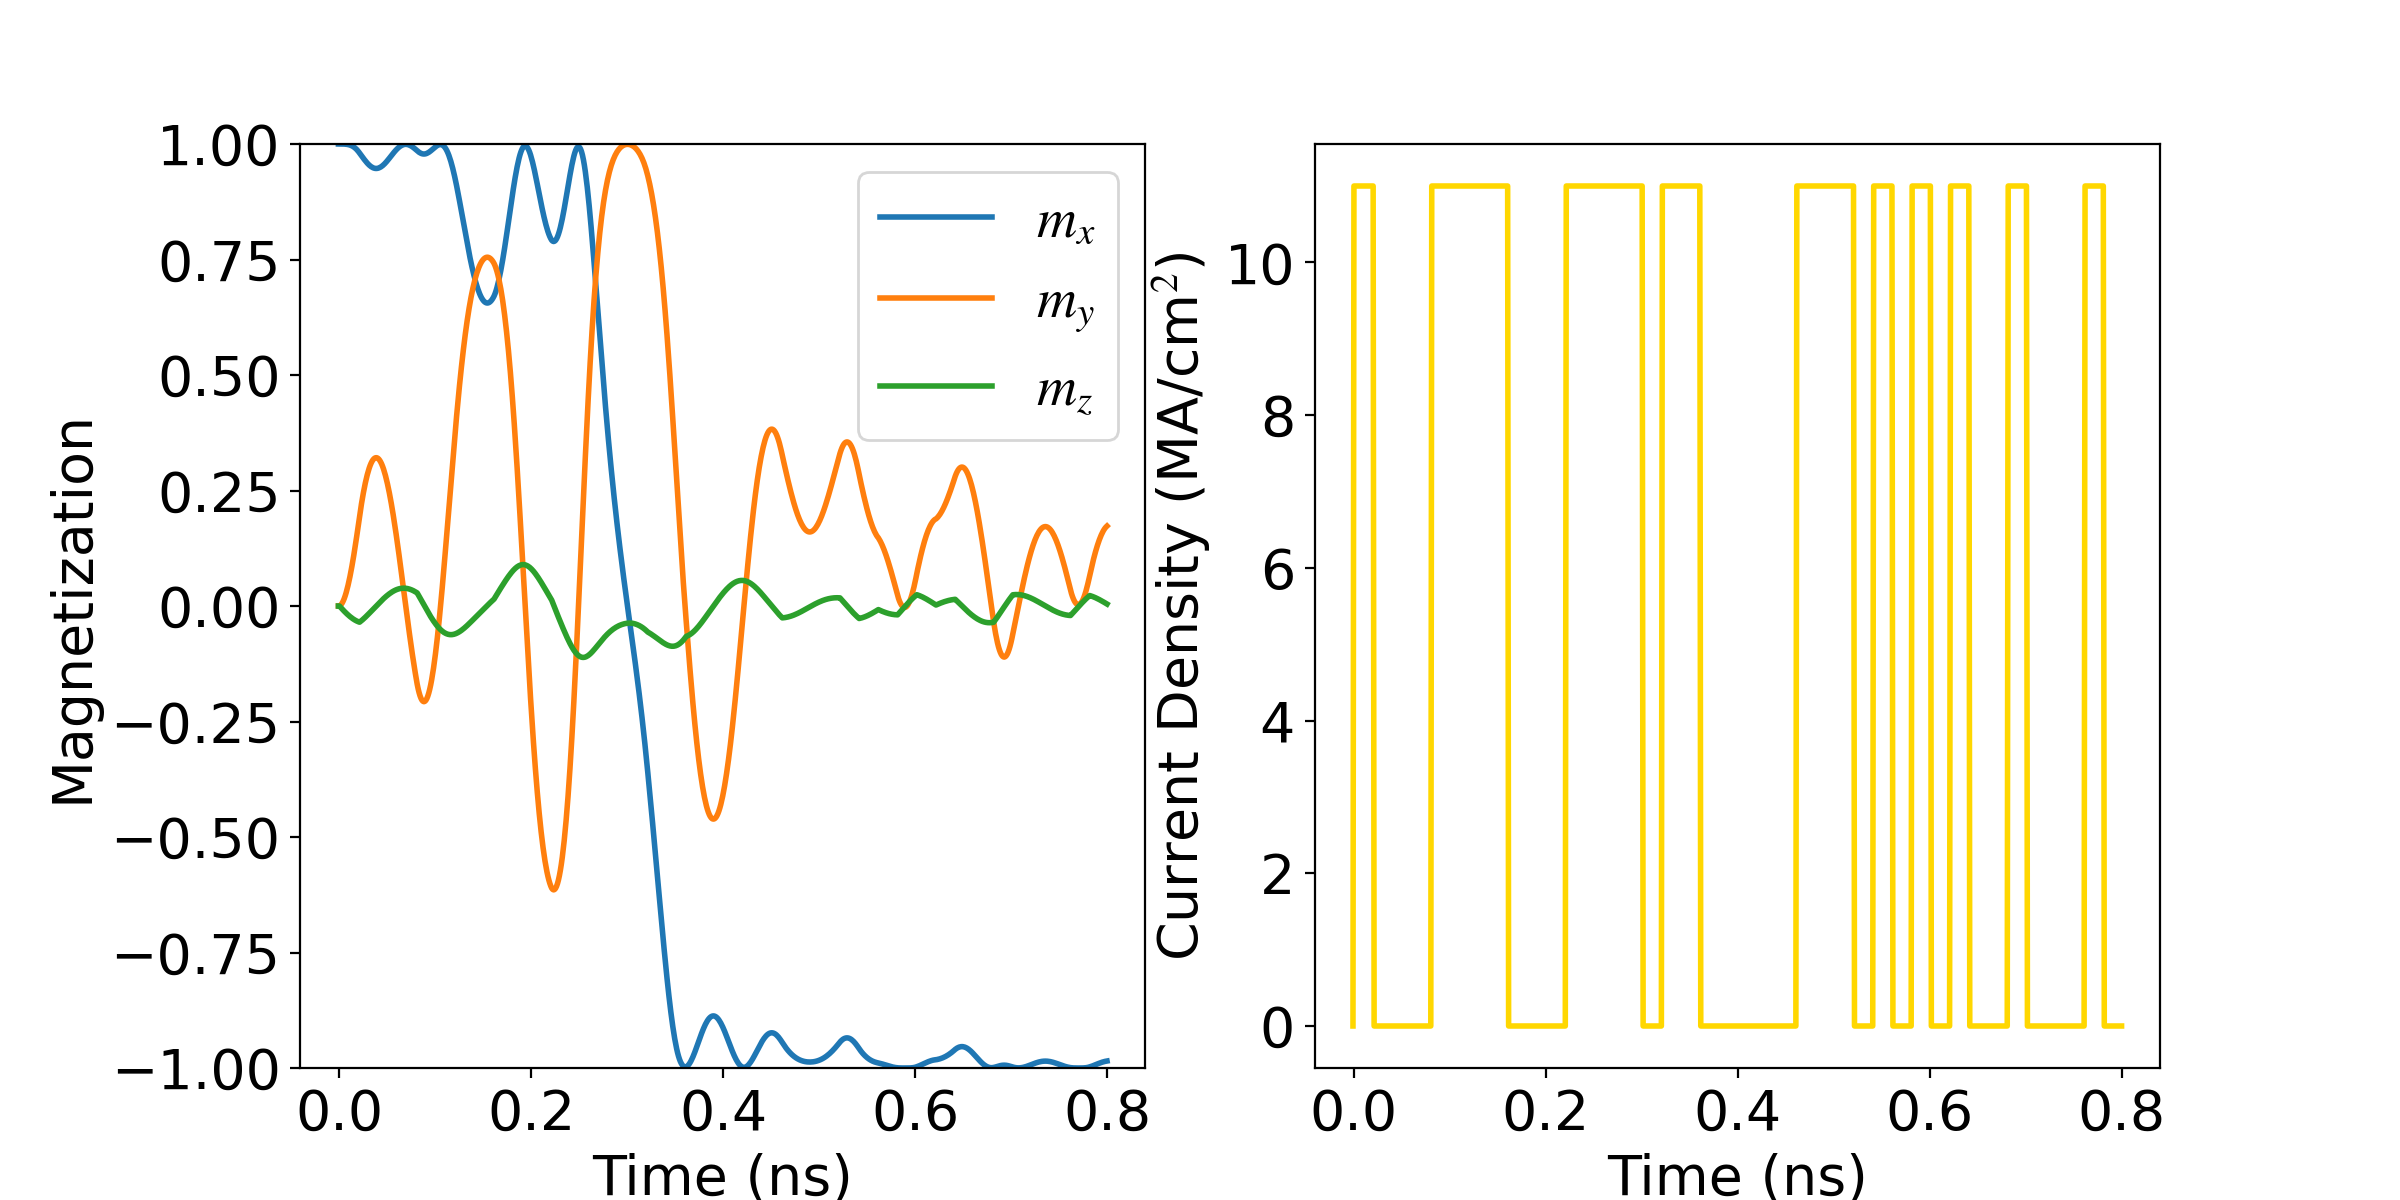 Magnetization
1.00
0.75
0.50
0.25
0.00
−0.25
−0.50
−0.75
−1.00
0.0 0.2 0.4 0.6 0.8
Time (ns)
m_x
m_y
m_z
Current Density (MA/cm²)
10
8
6
4
2
0
0.0 0.2 0.4 0.6 0.8
Time (ns)